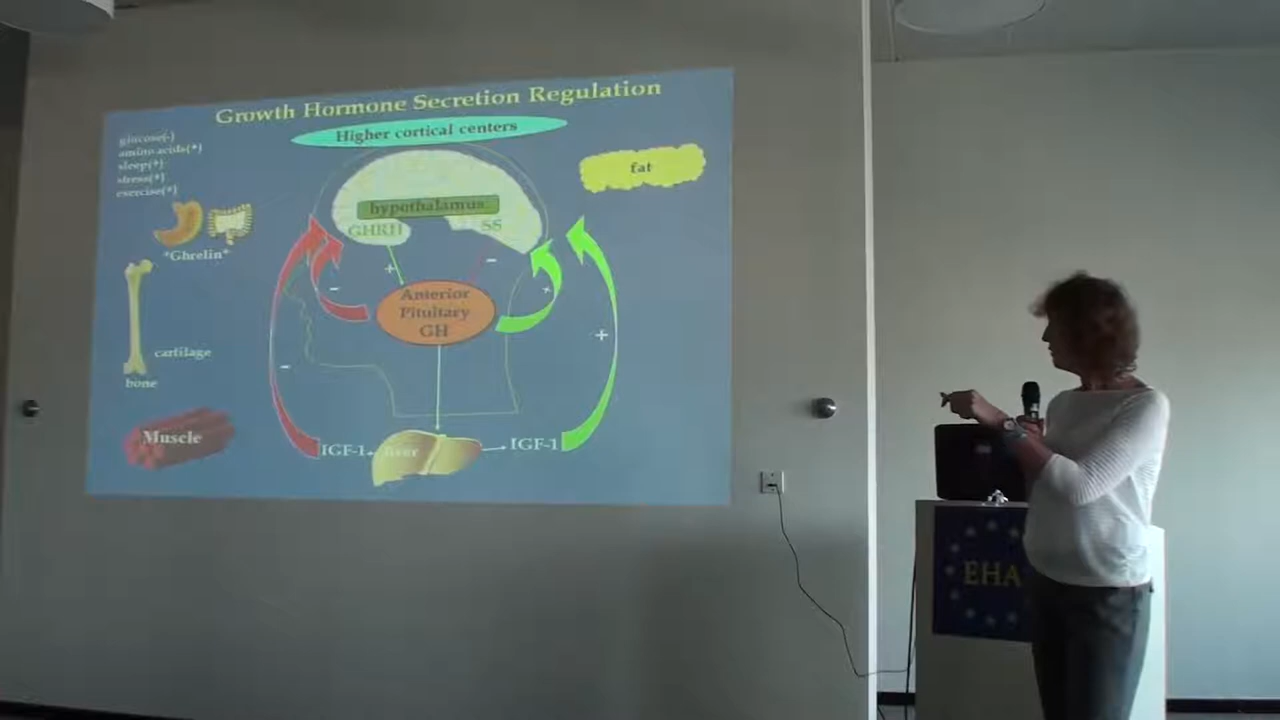 Growth Hormone Secretion Regulation
Higher cortical centers
glucose(-)
amino acids(*)
sleep(*)
stress(*)
exercise(*)
fat
hypothalamus
GHRH
SS
*Ghrelin*
+
-
-
+
Anterior
Pituitary
GH
-
+
cartilage
bone
Muscle
IGF-1
liver
IGF-1
EHA